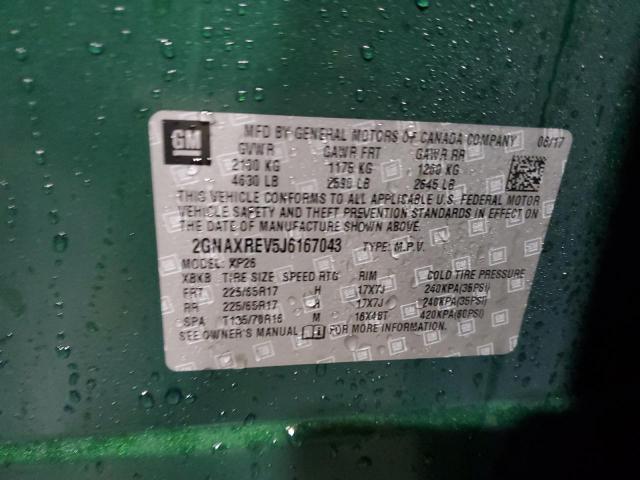 GM
MFD BY GENERAL MOTORS OF CANADA COMPANY 08/17
GVWR GAWR FRT GAWR RR
2100 KG 1175 KG 1200 KG
4630 LB 2590 LB 2645 LB
THIS VEHICLE CONFORMS TO ALL APPLICABLE U.S. FEDERAL MOTOR
VEHICLE SAFETY AND THEFT PREVENTION STANDARDS IN EFFECT ON
THE DATE OF MANUFACTURE SHOWN ABOVE.
2GNAXREV5J6167043 TYPE: M.P.V.
MODEL: XP26
XBKB TIRE SIZE SPEED RTG RIM COLD TIRE PRESSURE
FRT 225/65R17 H 17X7J 240KPA(35PSI)
RR 225/65R17 H 17X7J 240KPA(35PSI)
SPA T135/70R16 M 16X4BT 420KPA(60PSI)
SEE OWNER'S MANUAL FOR MORE INFORMATION.